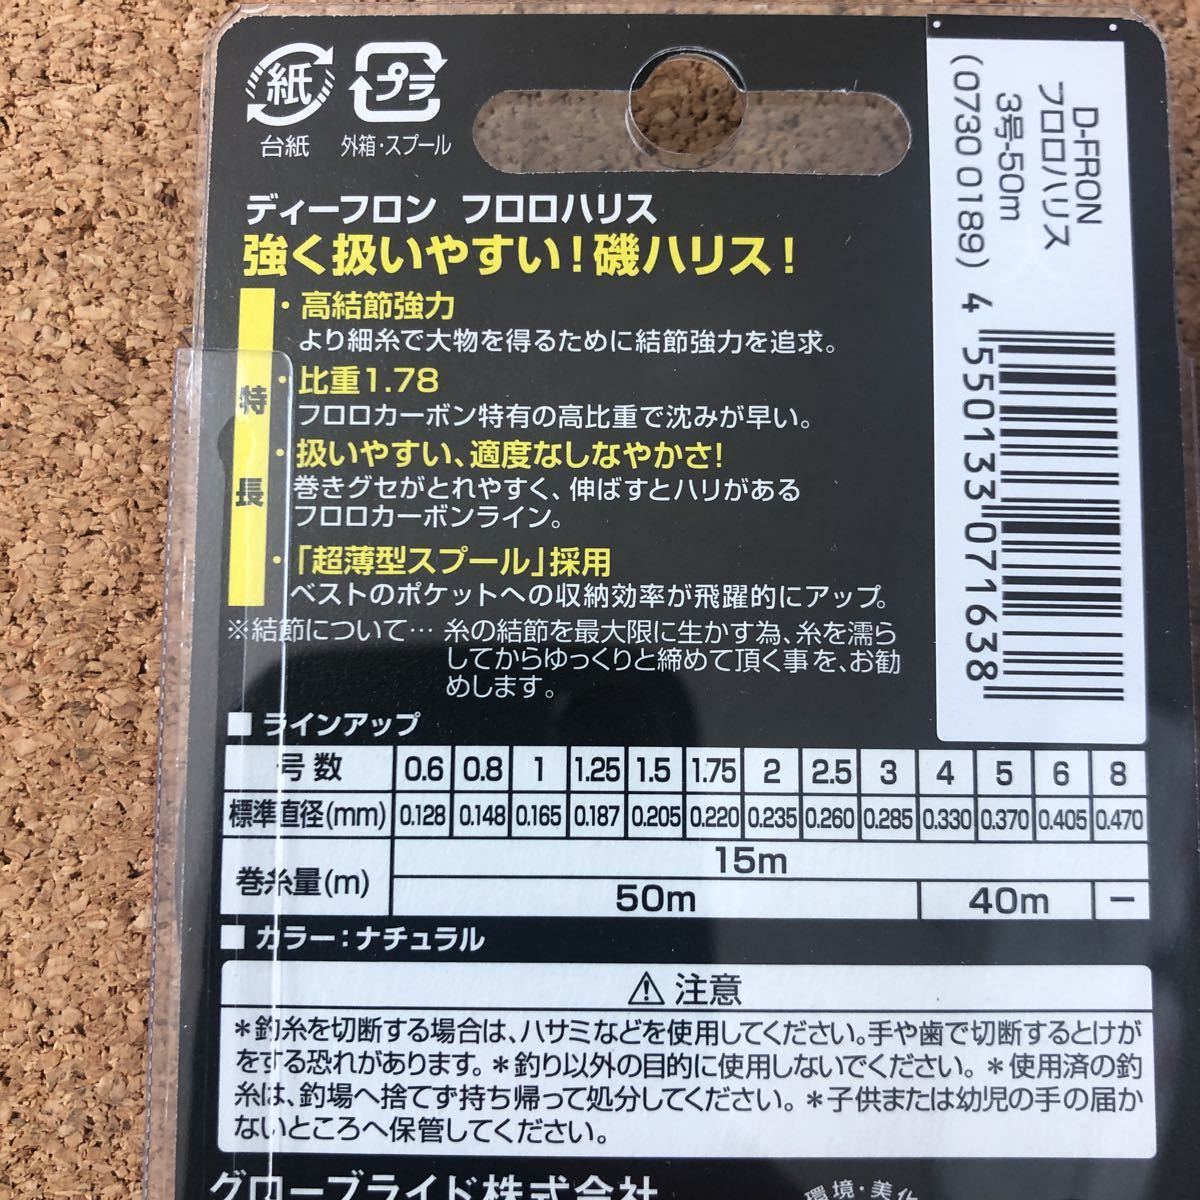 紙
プラ
台紙
外箱・スプール
D-FRON
フロロハリス
3号-50m
(0730 0189)
4 550133 071638
ディーフロン フロロハリス
強く扱いやすい!磯ハリス!
特長
・高結節強力
より細糸で大物を得るために結節強力を追求。
・比重1.78
フロロカーボン特有の高比重で沈みが早い。
・扱いやすい、適度なしなやかさ!
巻きグセがとれやすく、伸ばすとハリがある
フロロカーボンライン。
・「超薄型スプール」採用
ベストのポケットへの収納効率が飛躍的にアップ。
※結節について… 糸の結節を最大限に生かす為、糸を濡ら
してからゆっくりと締めて頂く事を、お勧
めします。
■ ラインアップ
号数 0.6 0.8 1 1.25 1.5 1.75 2 2.5 3 4 5 6 8
標準直径(mm) 0.128 0.148 0.165 0.187 0.205 0.220 0.235 0.260 0.285 0.330 0.370 0.405 0.470
巻糸量(m) 15m
50m 40m ー
■ カラー:ナチュラル
⚠ 注意
*釣糸を切断する場合は、ハサミなどを使用してください。手や歯で切断するとけが
をする恐れがあります。*釣り以外の目的に使用しないでください。*使用済の釣
糸は、釣場へ捨てず持ち帰って処分してください。*子供または幼児の手の届か
ないところへ保管してください。
グローブライド株式会社
環境・美化